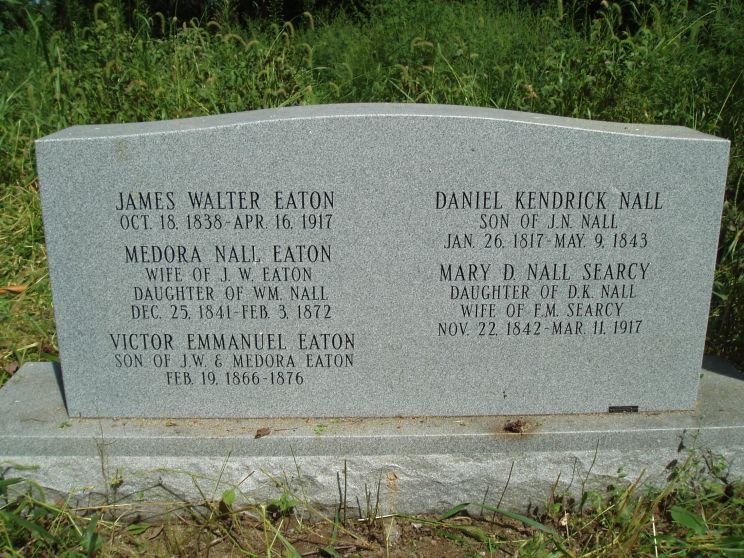 JAMES WALTER EATON
OCT. 18, 1838-APR. 16, 1917
MEDORA NALL EATON
WIFE OF J. W. EATON
DAUGHTER OF WM. NALL
DEC. 25, 1841-FEB. 3, 1872
VICTOR EMMANUEL EATON
SON OF J.W. & MEDORA EATON
FEB. 19, 1866-1876
DANIEL KENDRICK NALL
SON OF J.N. NALL
JAN. 26, 1817-MAY. 9, 1843
MARY D. NALL SEARCY
DAUGHTER OF D.K. NALL
WIFE OF F.M. SEARCY
NOV. 22, 1842-MAR. 11, 1917